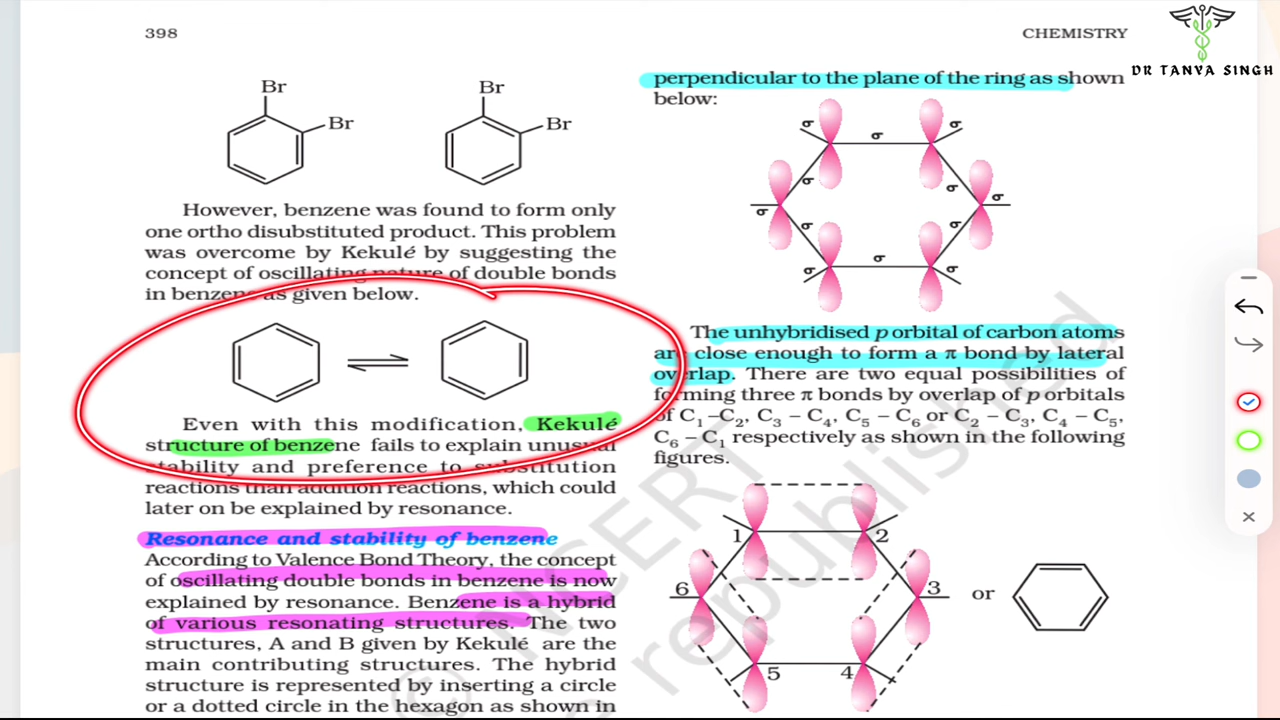 398
CHEMISTRY
DR TANYA SINGH
Br
Br
Br
Br
However, benzene was found to form only
one ortho disubstituted product. This problem
was overcome by Kekulé by suggesting the
concept of oscillating nature of double bonds
in benzene as given below.
Even with this modification, Kekulé
structure of benzene fails to explain unusual
stability and preference to substitution
reactions than addition reactions, which could
later on be explained by resonance.
Resonance and stability of benzene
According to Valence Bond Theory, the concept
of oscillating double bonds in benzene is now
explained by resonance. Benzene is a hybrid
of various resonating structures. The two
structures, A and B given by Kekulé are the
main contributing structures. The hybrid
structure is represented by inserting a circle
or a dotted circle in the hexagon as shown in
perpendicular to the plane of the ring as shown
below:
σ σ σ
σ σ
σ σ
σ σ
σ σ σ
The unhybridised p orbital of carbon atoms
are close enough to form a π bond by lateral
overlap. There are two equal possibilities of
forming three π bonds by overlap of p orbitals
of C₁ –C₂, C₃ – C₄, C₅ – C₆ or C₂ – C₃, C₄ – C₅,
C₆ – C₁ respectively as shown in the following
figures.
1 2
6 3 or
5 4
© NCERT
republished